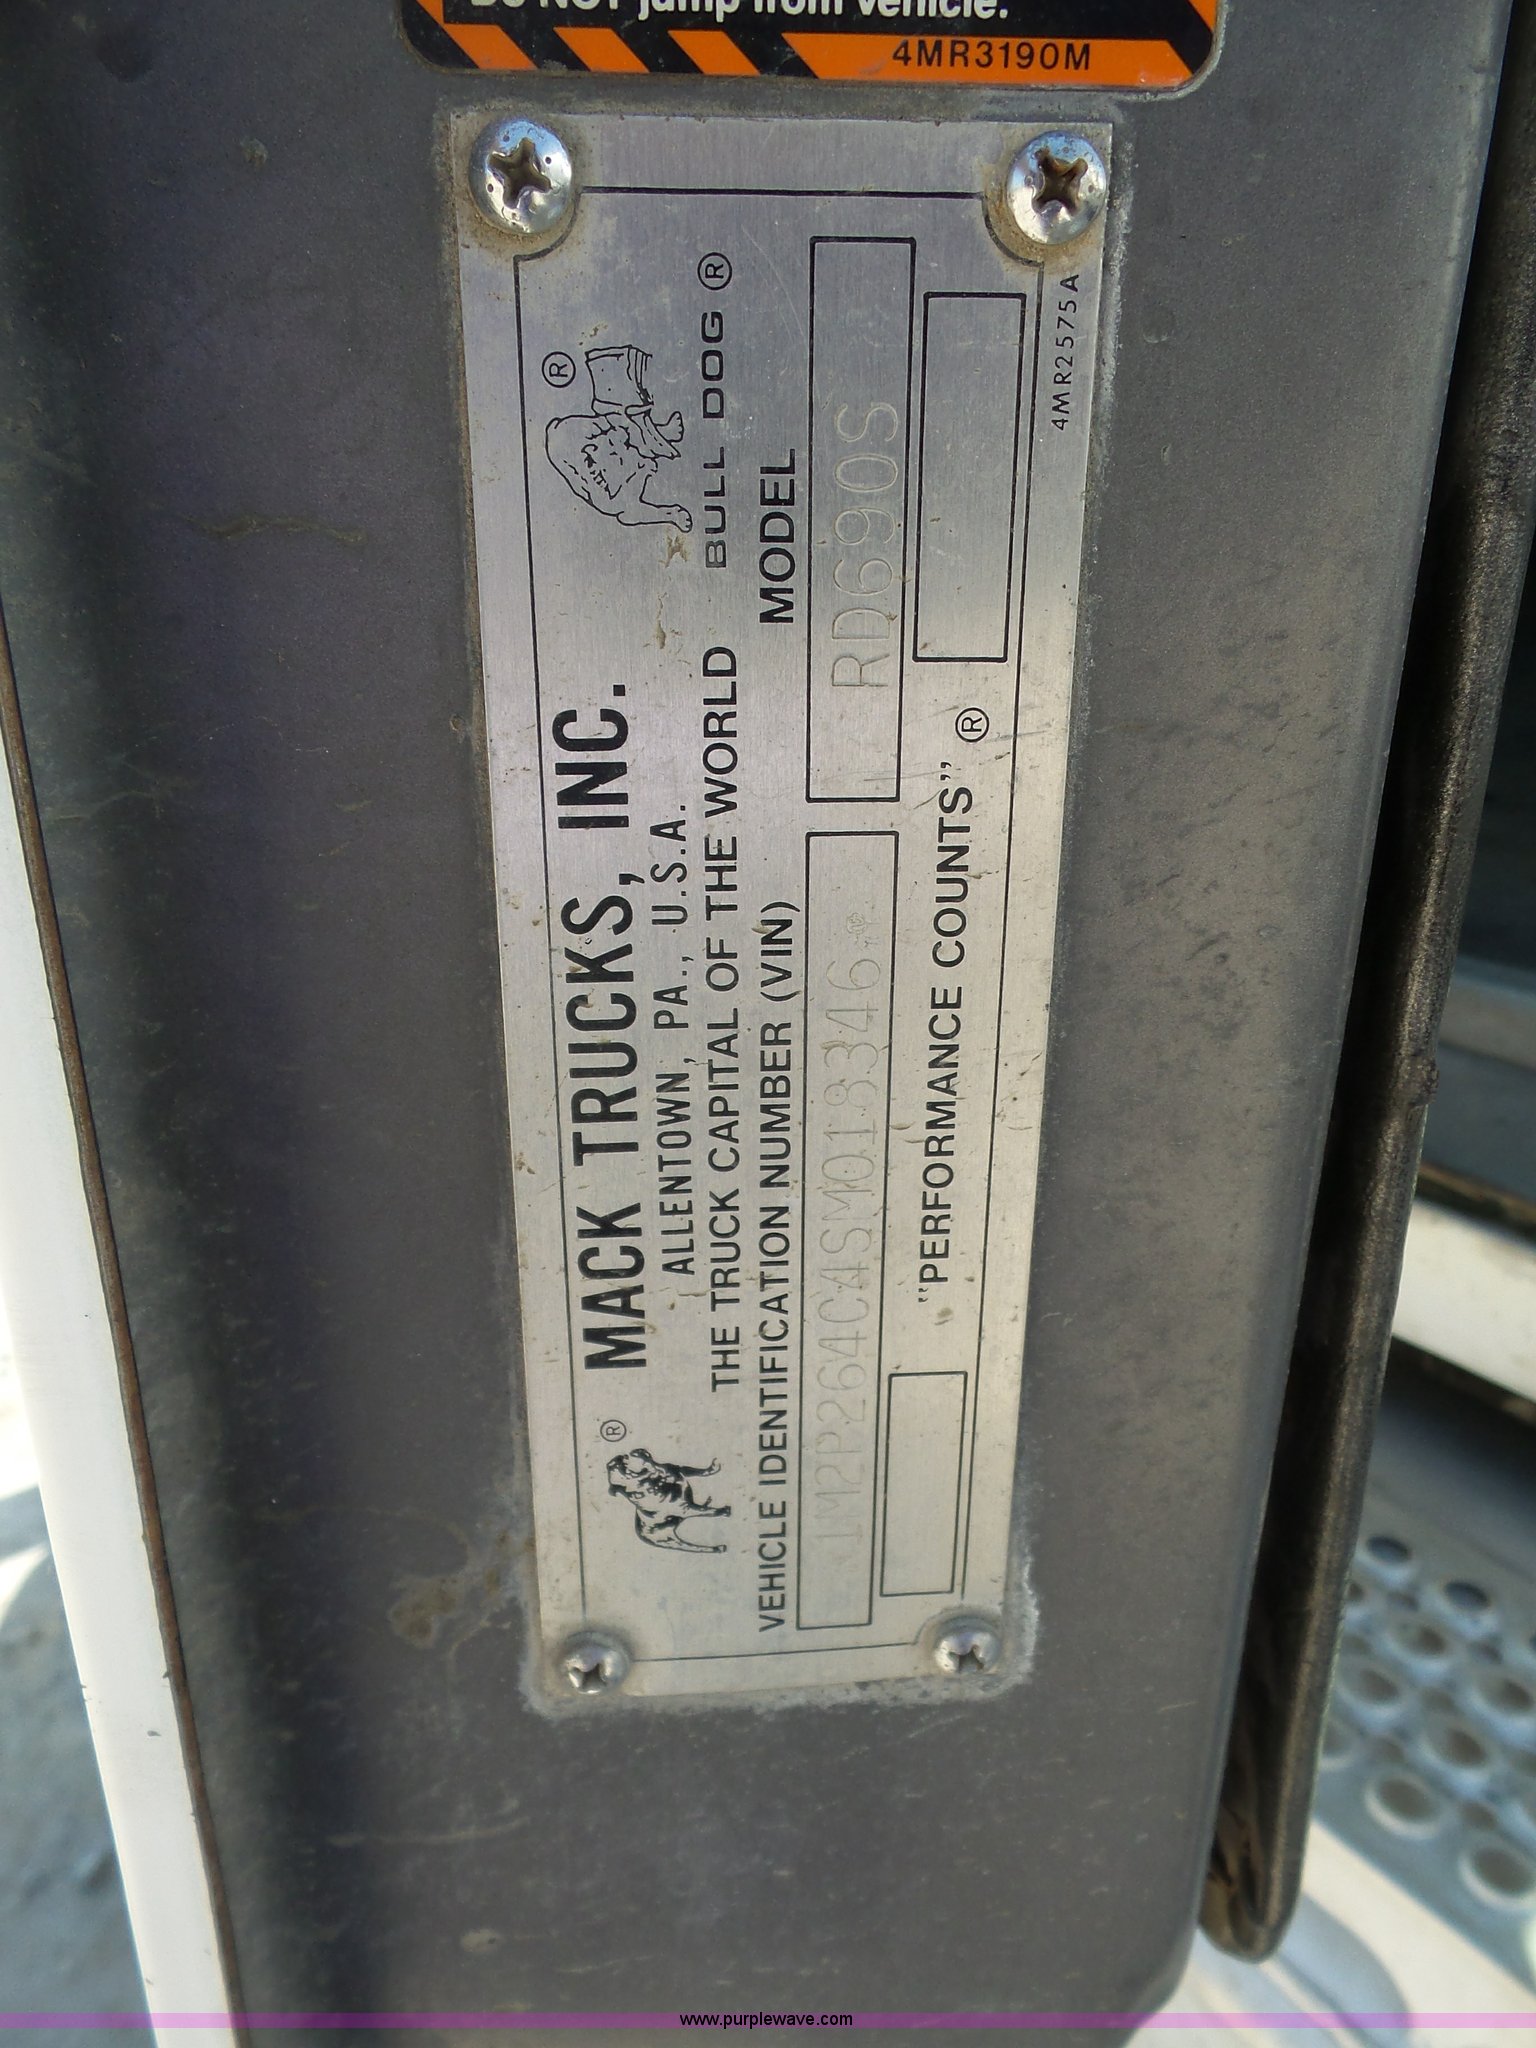 Do NOT jump from vehicle.
4MR3190M
®
®
MACK TRUCKS, INC.
ALLENTOWN, PA., U.S.A.
THE TRUCK CAPITAL OF THE WORLD
BULL DOG ®
VEHICLE IDENTIFICATION NUMBER (VIN)
MODEL
1M2P264C4SM018346
RD690S
"PERFORMANCE COUNTS" ®
4MR2575A
www.purplewave.com